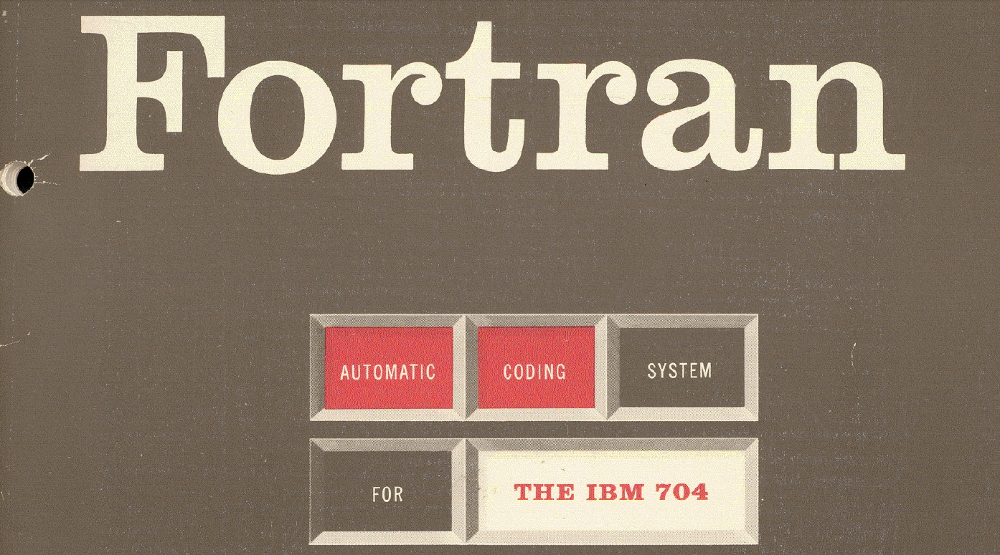 Fortran
AUTOMATIC CODING SYSTEM
FOR THE IBM 704